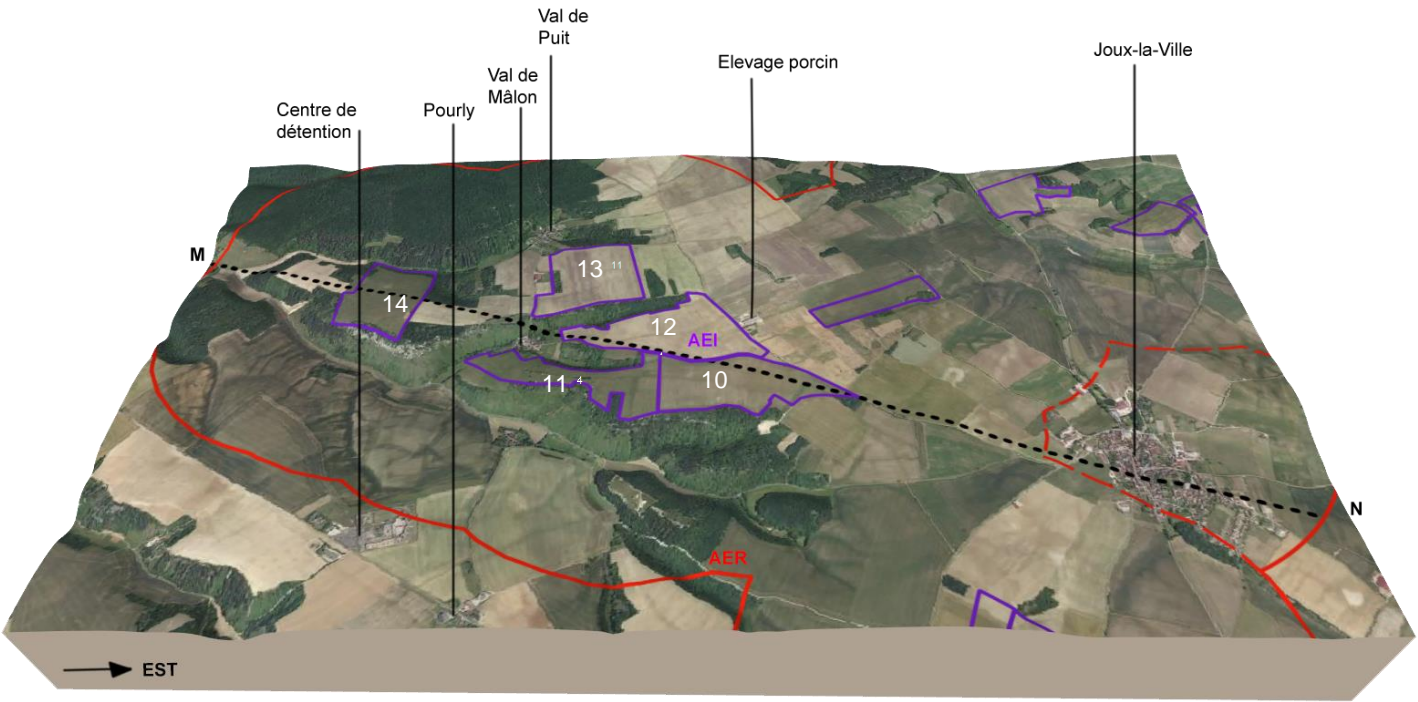 Val de
Puit
Joux-la-Ville
Elevage porcin
Val de
Mâlon
Centre de
détention
Pourly
M
13 11
14
12
AEI
11 4
10
N
AER
EST